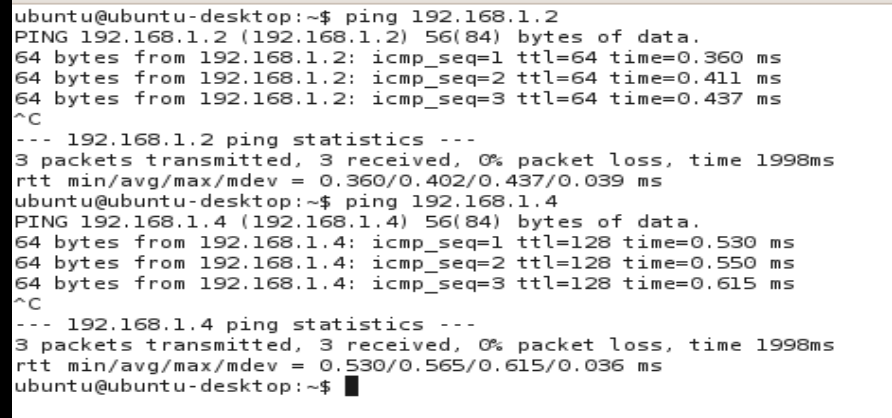 ubuntu@ubuntu-desktop:~$ ping 192.168.1.2
PING 192.168.1.2 (192.168.1.2) 56(84) bytes of data.
64 bytes from 192.168.1.2: icmp_seq=1 ttl=64 time=0.360 ms
64 bytes from 192.168.1.2: icmp_seq=2 ttl=64 time=0.411 ms
64 bytes from 192.168.1.2: icmp_seq=3 ttl=64 time=0.437 ms
^C
--- 192.168.1.2 ping statistics ---
3 packets transmitted, 3 received, 0% packet loss, time 1998ms
rtt min/avg/max/mdev = 0.360/0.402/0.437/0.039 ms
ubuntu@ubuntu-desktop:~$ ping 192.168.1.4
PING 192.168.1.4 (192.168.1.4) 56(84) bytes of data.
64 bytes from 192.168.1.4: icmp_seq=1 ttl=128 time=0.530 ms
64 bytes from 192.168.1.4: icmp_seq=2 ttl=128 time=0.550 ms
64 bytes from 192.168.1.4: icmp_seq=3 ttl=128 time=0.615 ms
^C
--- 192.168.1.4 ping statistics ---
3 packets transmitted, 3 received, 0% packet loss, time 1998ms
rtt min/avg/max/mdev = 0.530/0.565/0.615/0.036 ms
ubuntu@ubuntu-desktop:~$